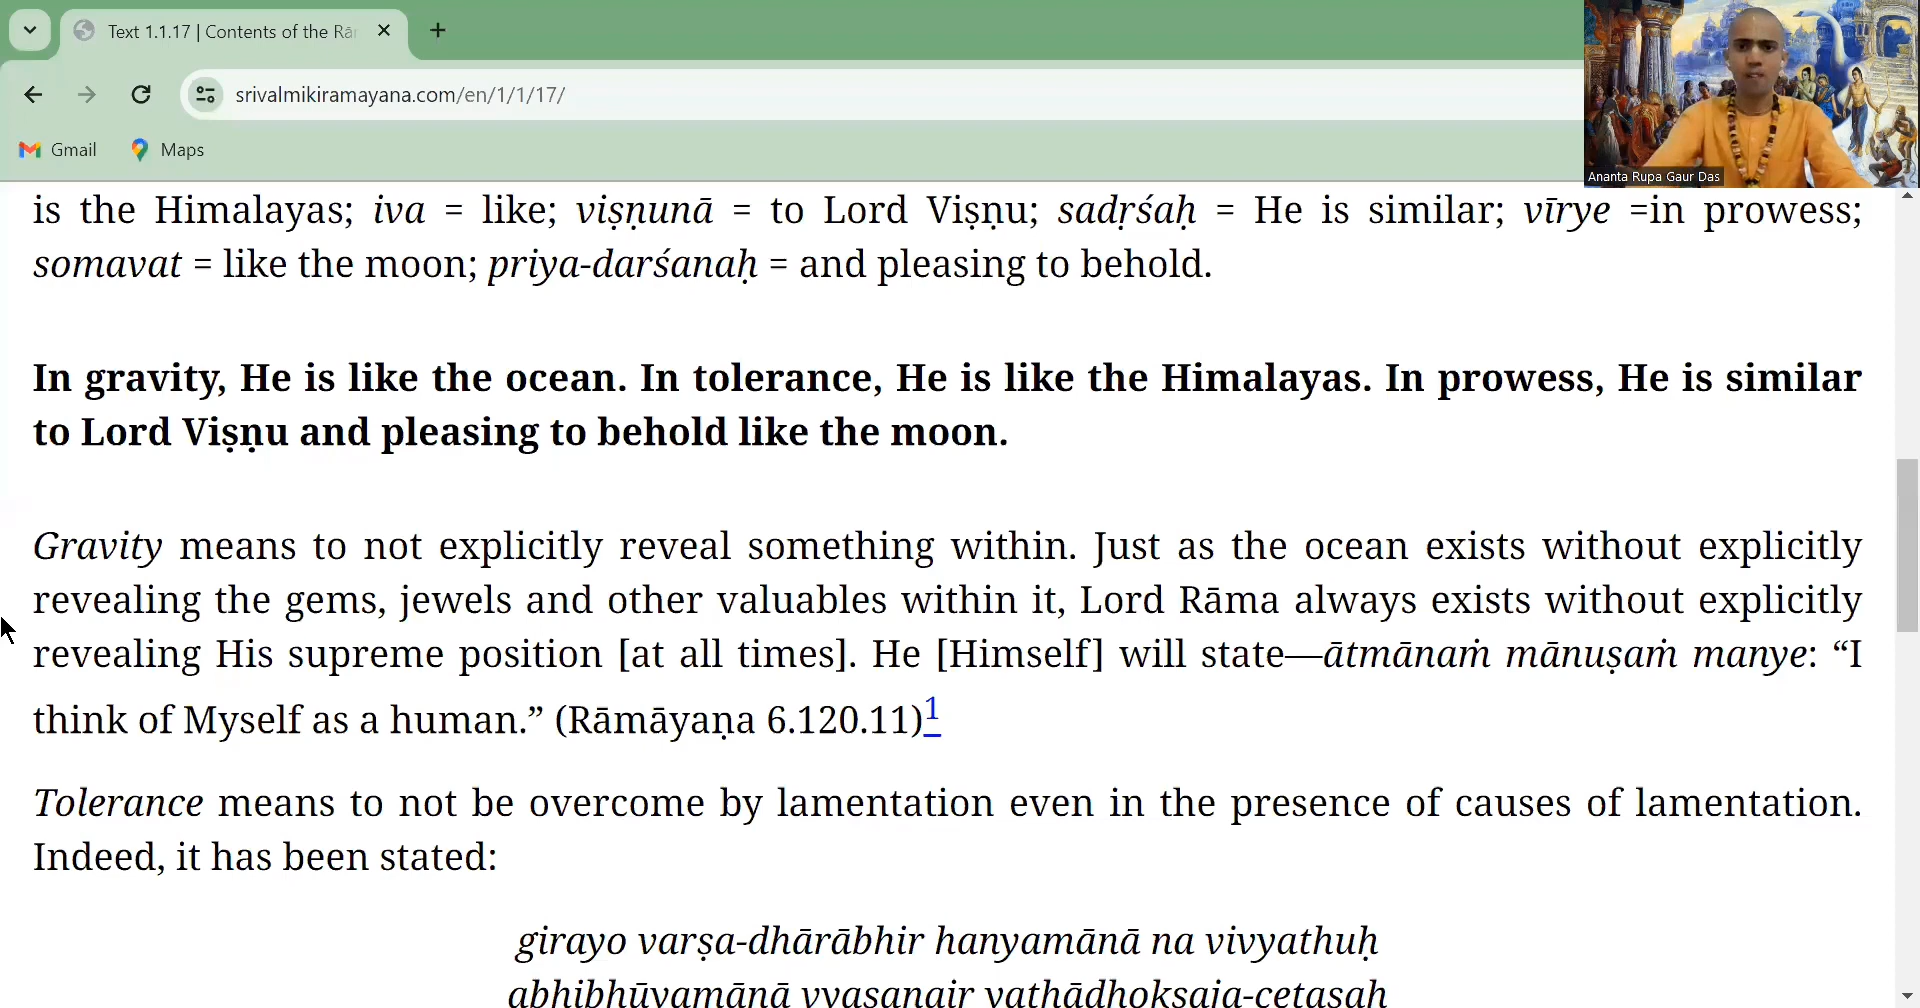 Text 1.1.17 | Contents of the Rā
srivalmikiramayana.com/en/1/1/17/
Gmail
Maps
Ananta Rupa Gaur Das
is the Himalayas; iva = like; viṣṇunā = to Lord Viṣṇu; sadṛśaḥ = He is similar; vīrye =in prowess;
somavat = like the moon; priya-darśanaḥ = and pleasing to behold.
In gravity, He is like the ocean. In tolerance, He is like the Himalayas. In prowess, He is similar
to Lord Viṣṇu and pleasing to behold like the moon.
Gravity means to not explicitly reveal something within. Just as the ocean exists without explicitly
revealing the gems, jewels and other valuables within it, Lord Rāma always exists without explicitly
revealing His supreme position [at all times]. He [Himself] will state—ātmānaṁ mānuṣaṁ manye: “I
think of Myself as a human.” (Rāmāyaṇa 6.120.11)1
Tolerance means to not be overcome by lamentation even in the presence of causes of lamentation.
Indeed, it has been stated:
girayo varṣa-dhārābhir hanyamānā na vivyathuḥ
abhibhūyamānā vyasanair yathādhokṣaja-cetasaḥ